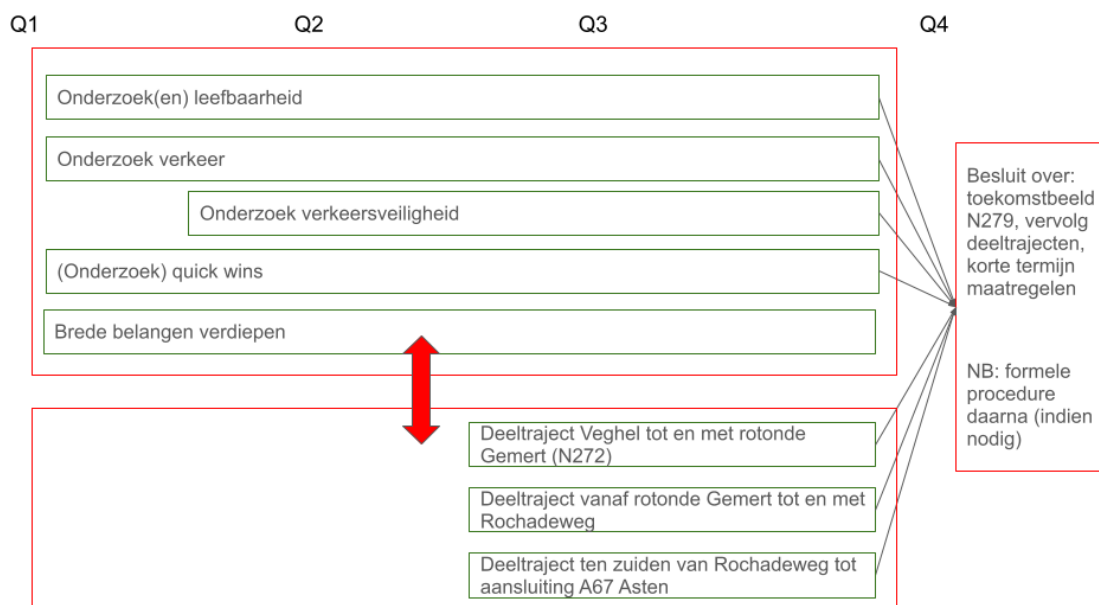 Q1 Q2 Q3 Q4
Onderzoek(en) leefbaarheid
Onderzoek verkeer
Onderzoek verkeersveiligheid
(Onderzoek) quick wins
Brede belangen verdiepen
Deeltraject Veghel tot en met rotonde
Gemert (N272)
Deeltraject vanaf rotonde Gemert tot en met
Rochadeweg
Deeltraject ten zuiden van Rochadeweg tot
aansluiting A67 Asten
Besluit over:
toekomstbeeld
N279, vervolg
deeltrajecten,
korte termijn
maatregelen
NB: formele
procedure
daarna (indien
nodig)